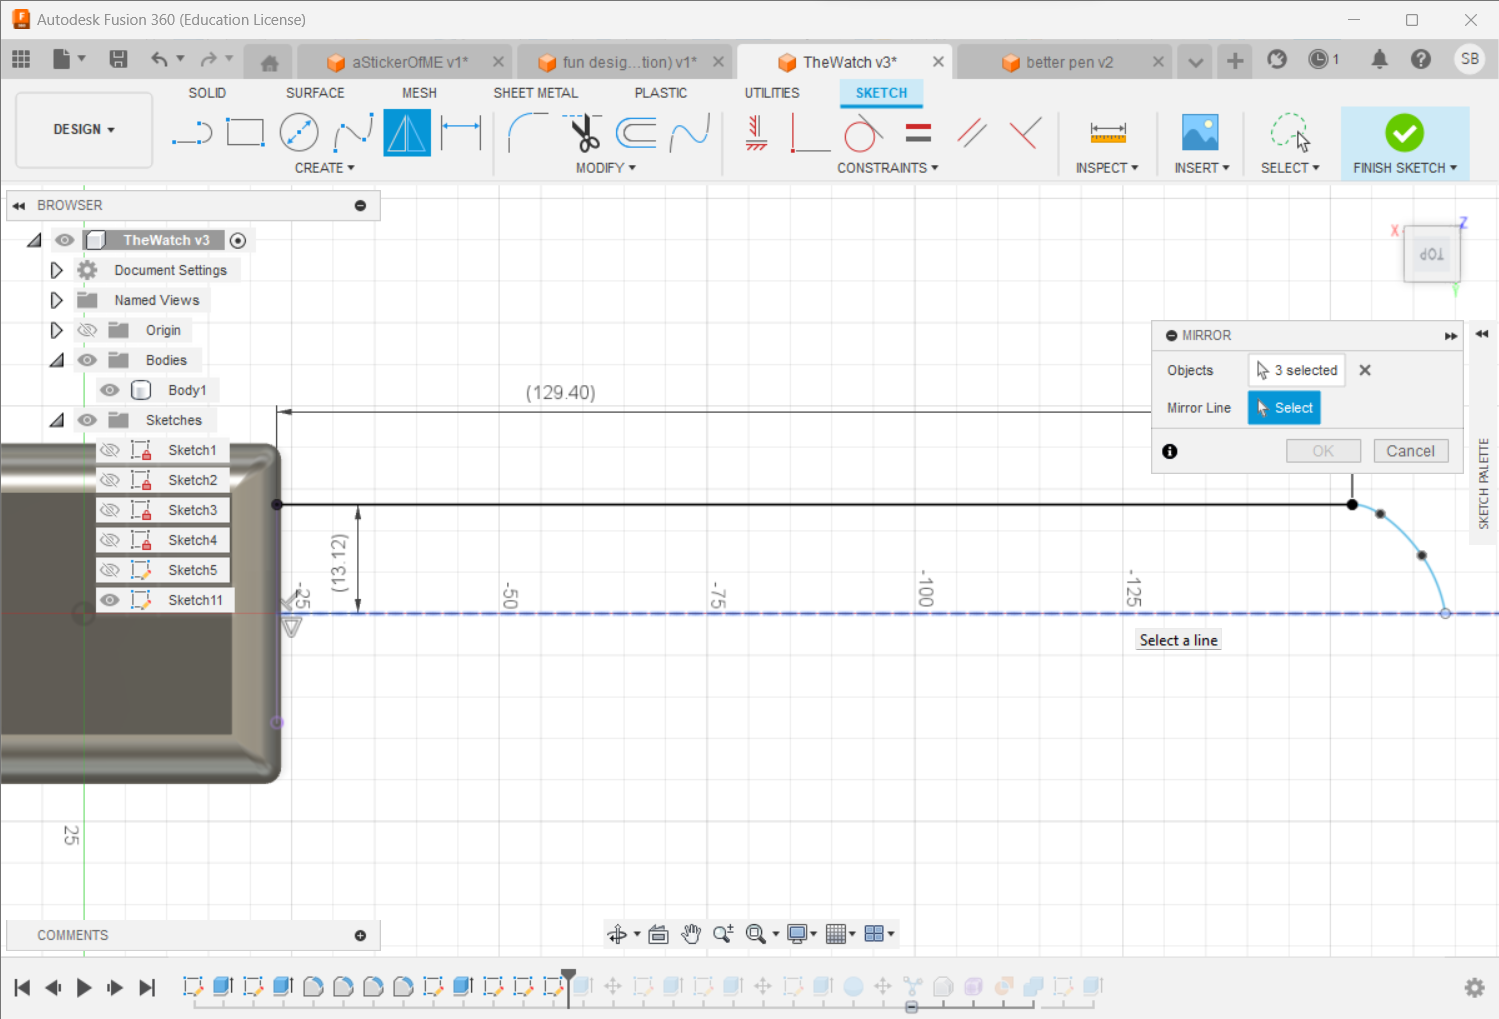 Autodesk Fusion 360 (Education License)
aStickerOfME v1*
fun desig...tion) v1*
TheWatch v3*
better pen v2
1
SB
SOLID
SURFACE
MESH
SHEET METAL
PLASTIC
UTILITIES
SKETCH
DESIGN
CREATE
MODIFY
CONSTRAINTS
INSPECT
INSERT
SELECT
FINISH SKETCH
BROWSER
TheWatch v3
Document Settings
Named Views
Origin
Bodies
Body1
Sketches
Sketch1
Sketch2
Sketch3
Sketch4
Sketch5
Sketch11
X
Z
TOP
Y
MIRROR
Objects
3 selected
Mirror Line
Select
OK
Cancel
SKETCH PALETTE
(129.40)
(13.12)
-25
-50
-75
-100
-125
Select a line
25
COMMENTS